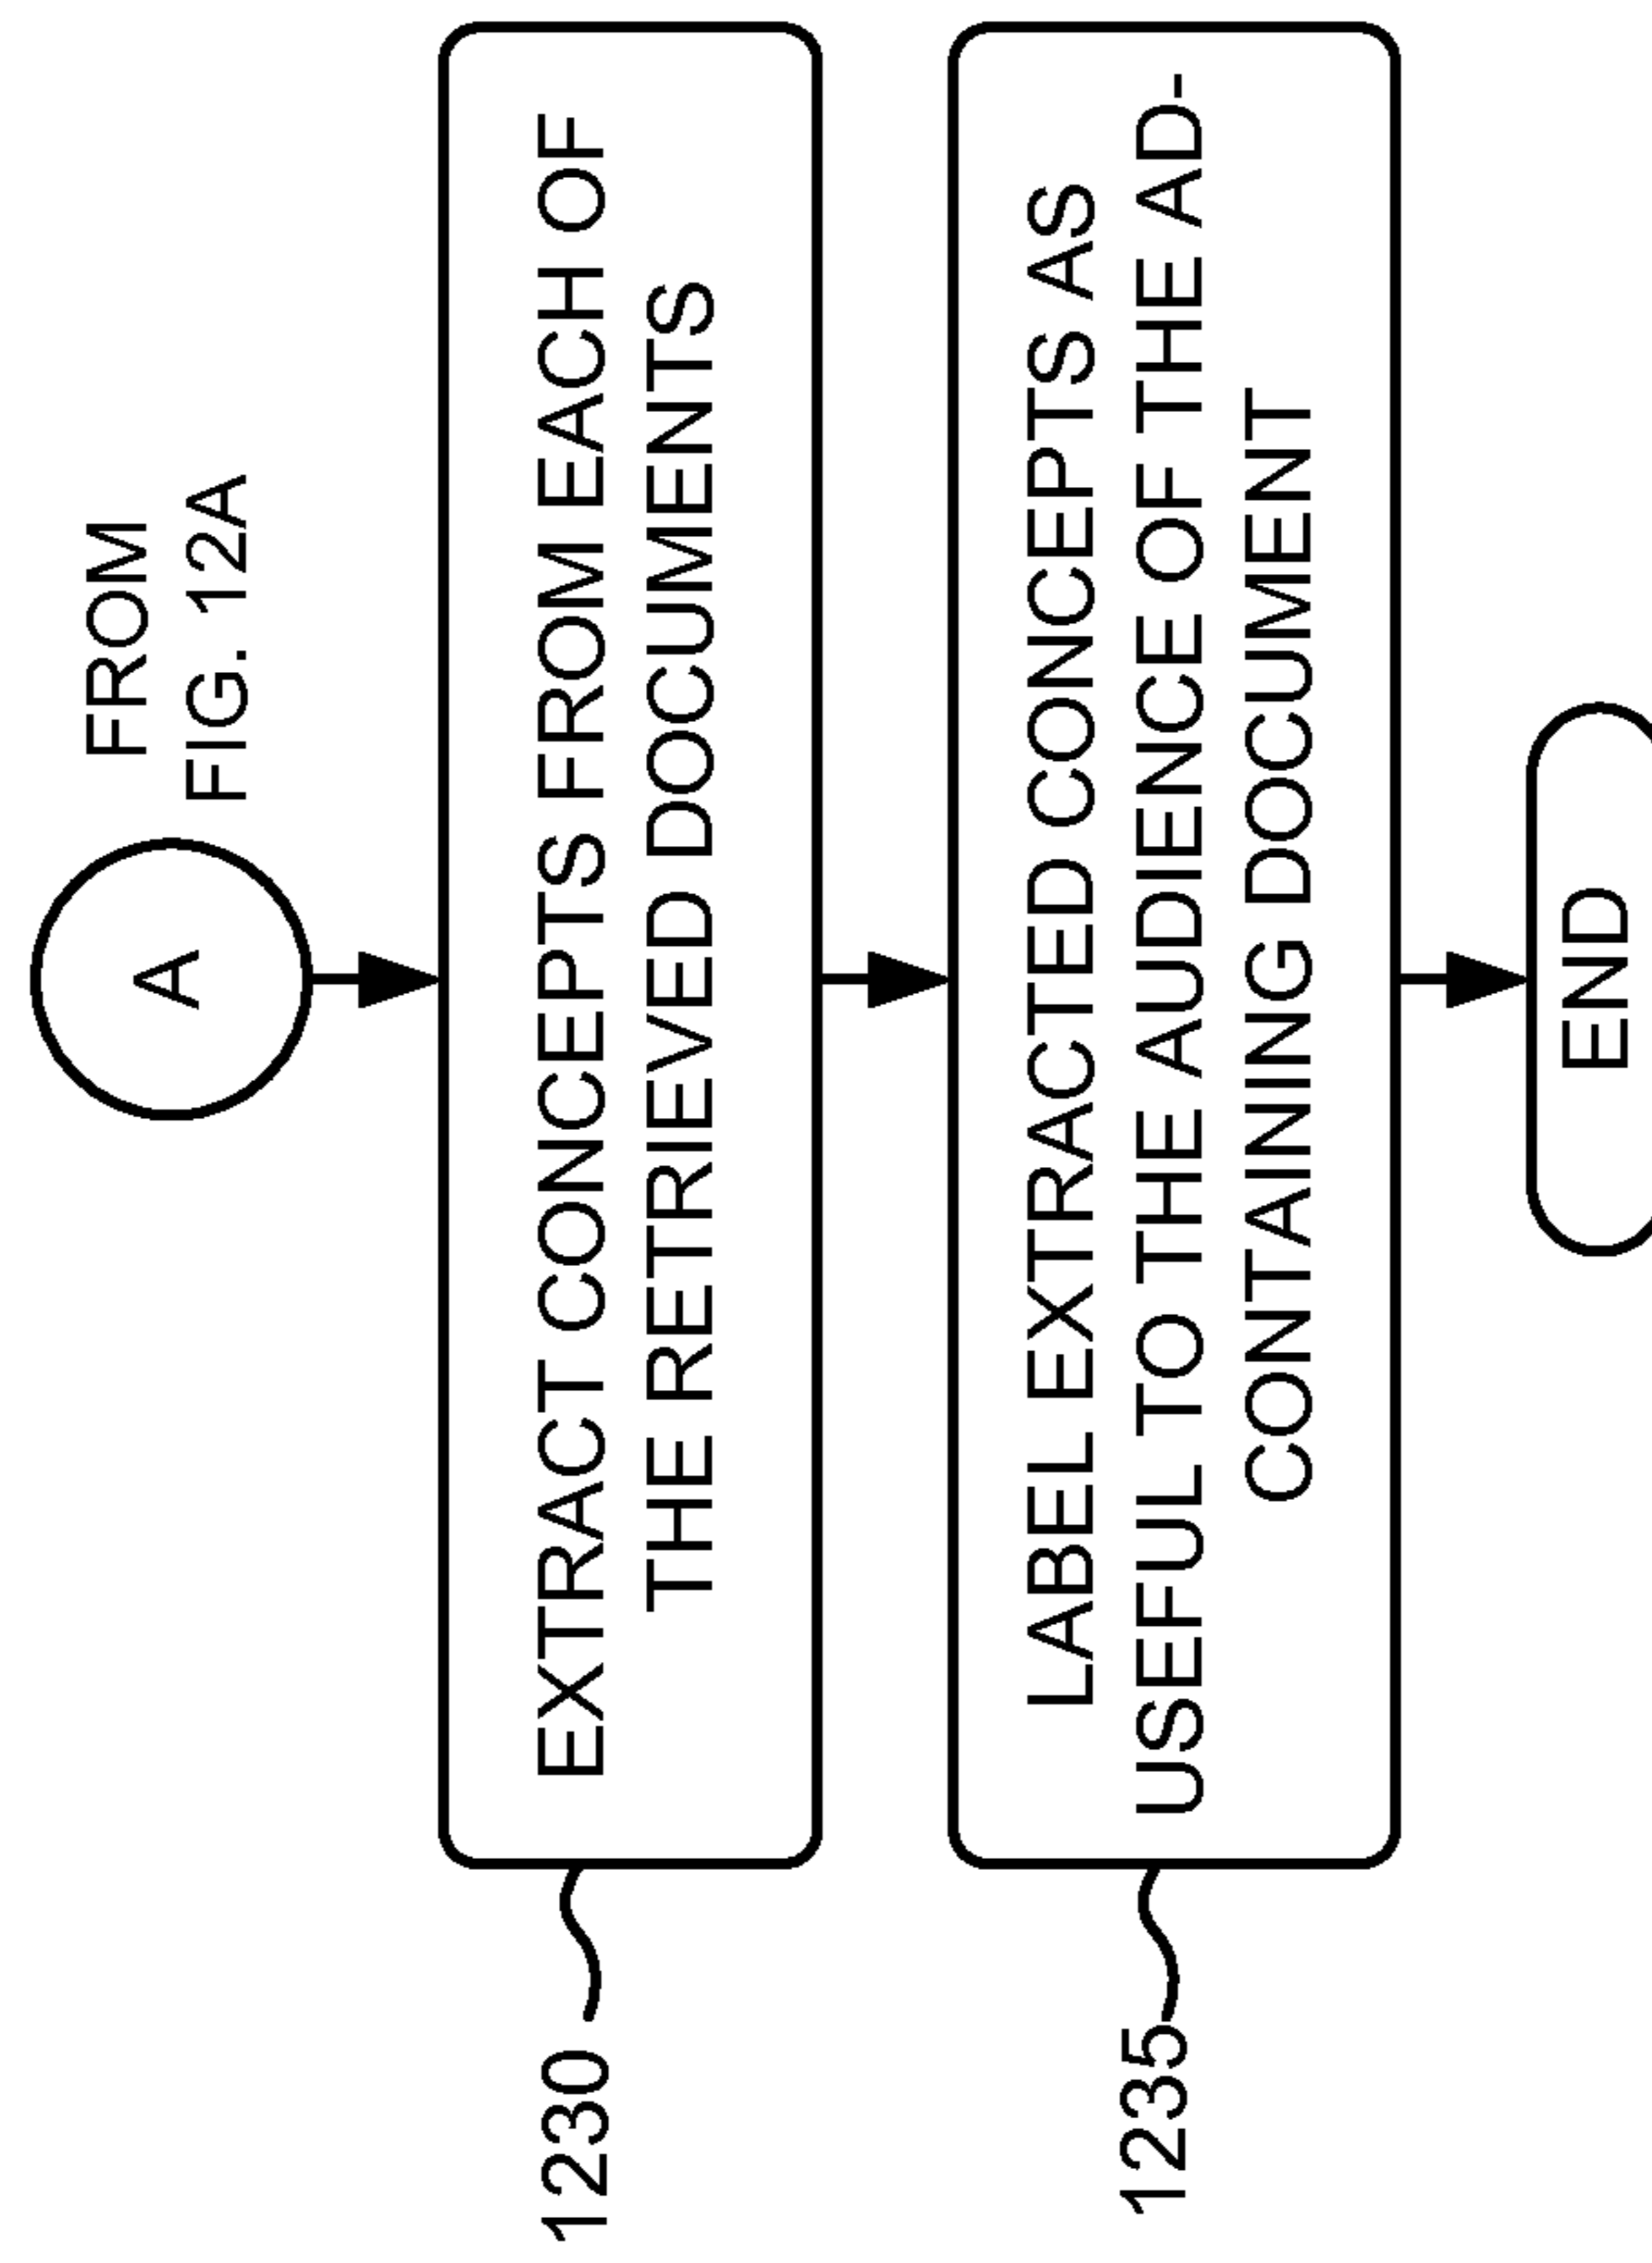 FROM
FIG. 12A
A
EXTRACT CONCEPTS FROM EACH OF
THE RETRIEVED DOCUMENTS
1230
LABEL EXTRACTED CONCEPTS AS
USEFUL TO THE AUDIENCE OF THE AD-
CONTAINING DOCUMENT
1235
END